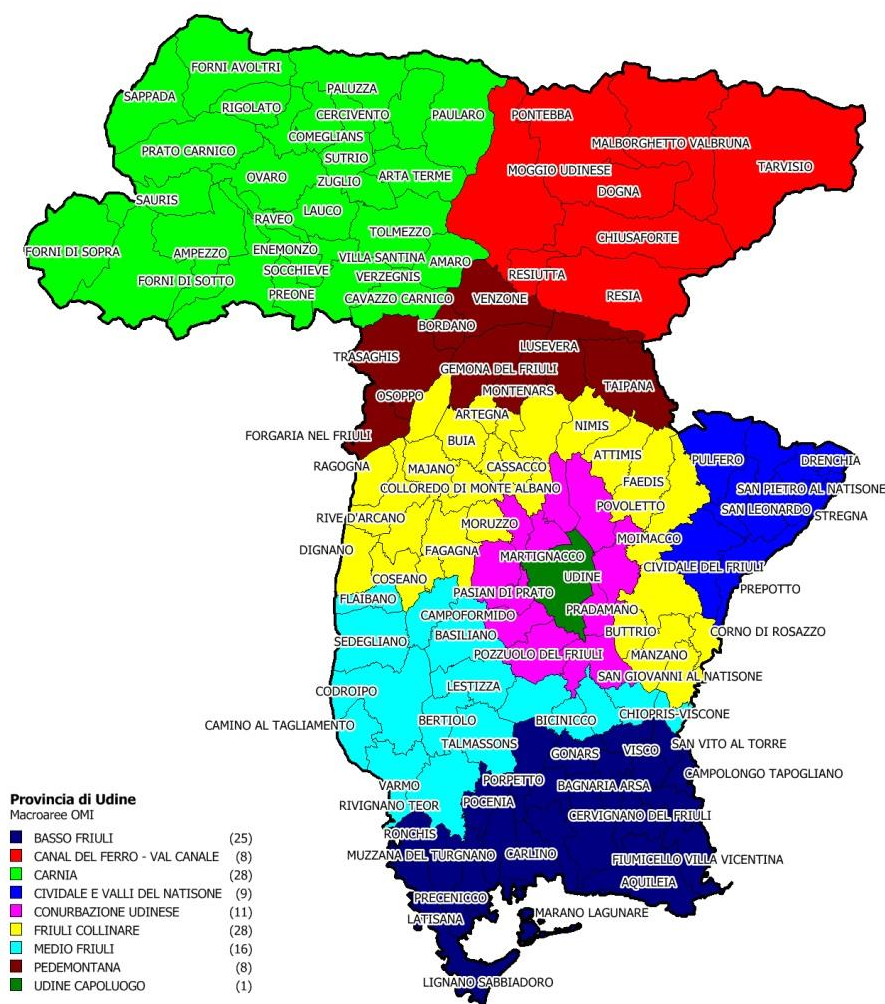 FORNI AVOLTRI
SAPPADA
PALUZZA
RIGOLATO
CERCIVENTO
PAULARO
PONTEBBA
COMEGLIANS
MALBORGHETTO VALBRUNA
PRATO CARNICO
SUTRIO
TARVISIO
MOGGIO UDINESE
OVARO
ZUGLIO
ARTA TERME
DOGNA
SAURIS
LAUCO
RAVEO
TOLMEZZO
CHIUSAFORTE
FORNI DI SOPRA
AMPEZZO
ENEMONZO
VILLA SANTINA
AMARO
SOCCHIEVE
VERZEGNIS
RESIUTTA
FORNI DI SOTTO
PREONE
CAVAZZO CARNICO
VENZONE
RESIA
BORDANO
LUSEVERA
TRASAGHIS
GEMONA DEL FRIULI
MONTENARS
TAIPANA
OSOPPO
ARTEGNA
NIMIS
FORGARIA NEL FRIULI
BUIA
ATTIMIS
PULFERO
DRENCHIA
RAGOGNA
MAJANO
CASSACCO
FAEDIS
COLLOREDO DI MONTE ALBANO
SAN PIETRO AL NATISONE
POVOLETTO
SAN LEONARDO
STREGNA
RIVE D'ARCANO
MORUZZO
MOIMACCO
DIGNANO
FAGAGNA
MARTIGNACCO
CIVIDALE DEL FRIULI
COSEANO
UDINE
PREPOTTO
FLAIBANO
PASIAN DI PRATO
PRADAMANO
CAMPOFORMIDO
BUTTRIO
CORNO DI ROSAZZO
SEDEGLIANO
BASILIANO
POZZUOLO DEL FRIULI
MANZANO
SAN GIOVANNI AL NATISONE
CODROIPO
LESTIZZA
CHIOPRIS-VISCONE
CAMINO AL TAGLIAMENTO
BERTIOLO
BICINICCO
TALMASSONS
GONARS
VISCO
SAN VITO AL TORRE
CAMPOLONGO TAPOGLIANO
VARMO
PORPETTO
BAGNARIA ARSA
RIVIGNANO TEOR
POCENIA
CERVIGNANO DEL FRIULI
RONCHIS
MUZZANA DEL TURGNANO
CARLINO
FIUMICELLO VILLA VICENTINA
AQUILEIA
PRECENICCO
LATISANA
MARANO LAGUNARE
LIGNANO SABBIADORO
Provincia di Udine
Macroaree OMI
BASSO FRIULI (25)
CANAL DEL FERRO - VAL CANALE (8)
CARNIA (28)
CIVIDALE E VALLI DEL NATISONE (9)
CONURBAZIONE UDINESE (11)
FRIULI COLLINARE (28)
MEDIO FRIULI (16)
PEDEMONTANA (8)
UDINE CAPOLUOGO (1)